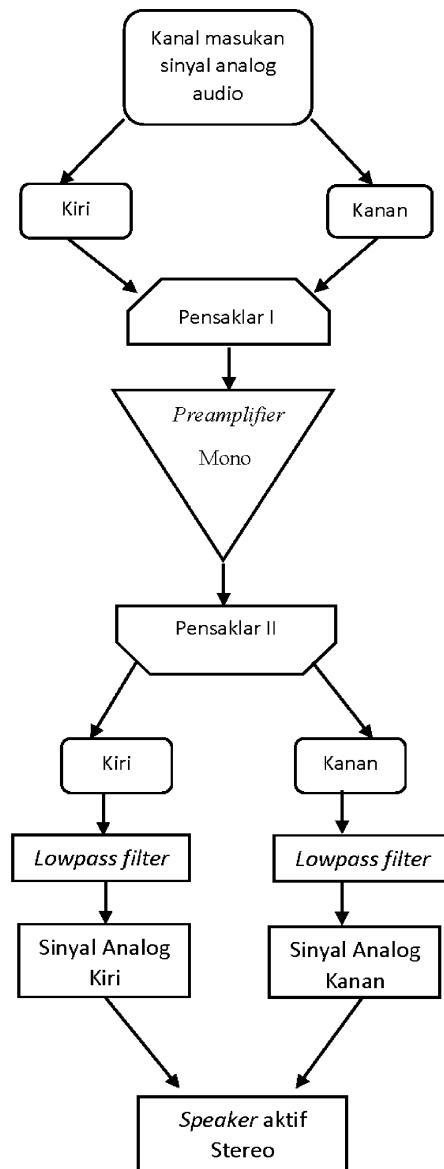 Kanal masukan
sinyal analog
audio
Kiri
Kanan
Pensaklar I
Preamplifier
Mono
Pensaklar II
Kiri
Kanan
Lowpass filter
Lowpass filter
Sinyal Analog
Kiri
Sinyal Analog
Kanan
Speaker aktif
Stereo